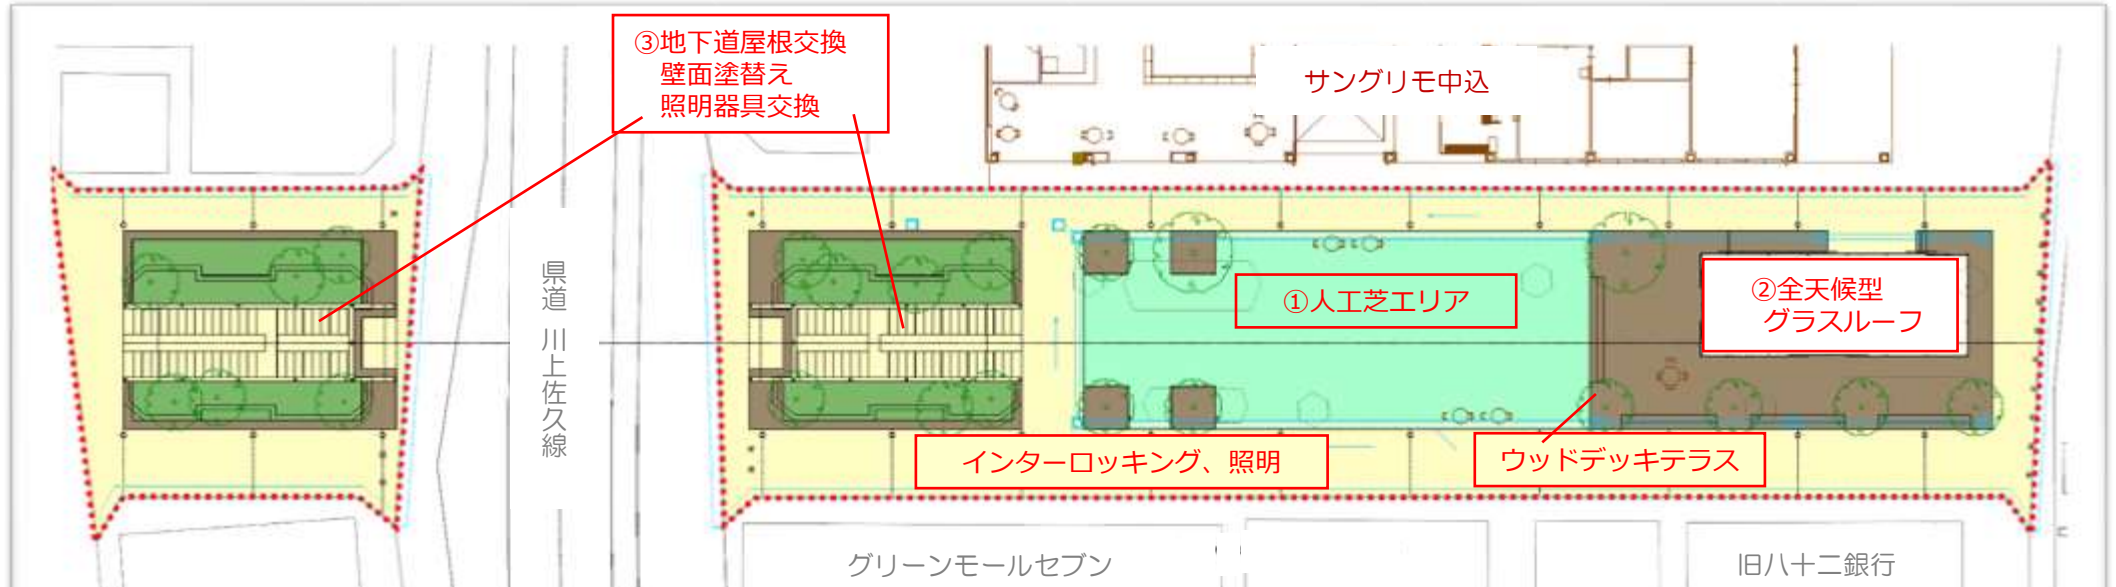 ③地下道屋根交換
壁面塗替え
照明器具交換
サングリモ中込
県道 川上佐久線
①人工芝エリア
②全天候型
グラスルーフ
インターロッキング、照明
ウッドデッキテラス
グリーンモールセブン
旧八十二銀行